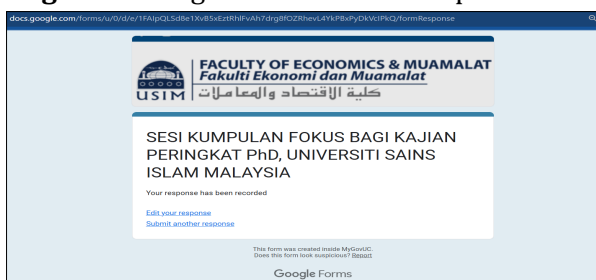 docs.google.com/forms/u/0/d/e/1FAIpQLSd8e1XvB5xEztRhlFvAh7drg8fOZRhevL4YkPBxPyDkVclPkQ/formResponse
FACULTY OF ECONOMICS & MUAMALAT
Fakulti Ekonomi dan Muamalat
كلية الإقتصاد والمعاملات
USIM
SESI KUMPULAN FOKUS BAGI KAJIAN
PERINGKAT PhD, UNIVERSITI SAINS
ISLAM MALAYSIA
Your response has been recorded
Edit your response
Submit another response
This form was created inside MyGovUC.
Does this form look suspicious? Report
Google Forms